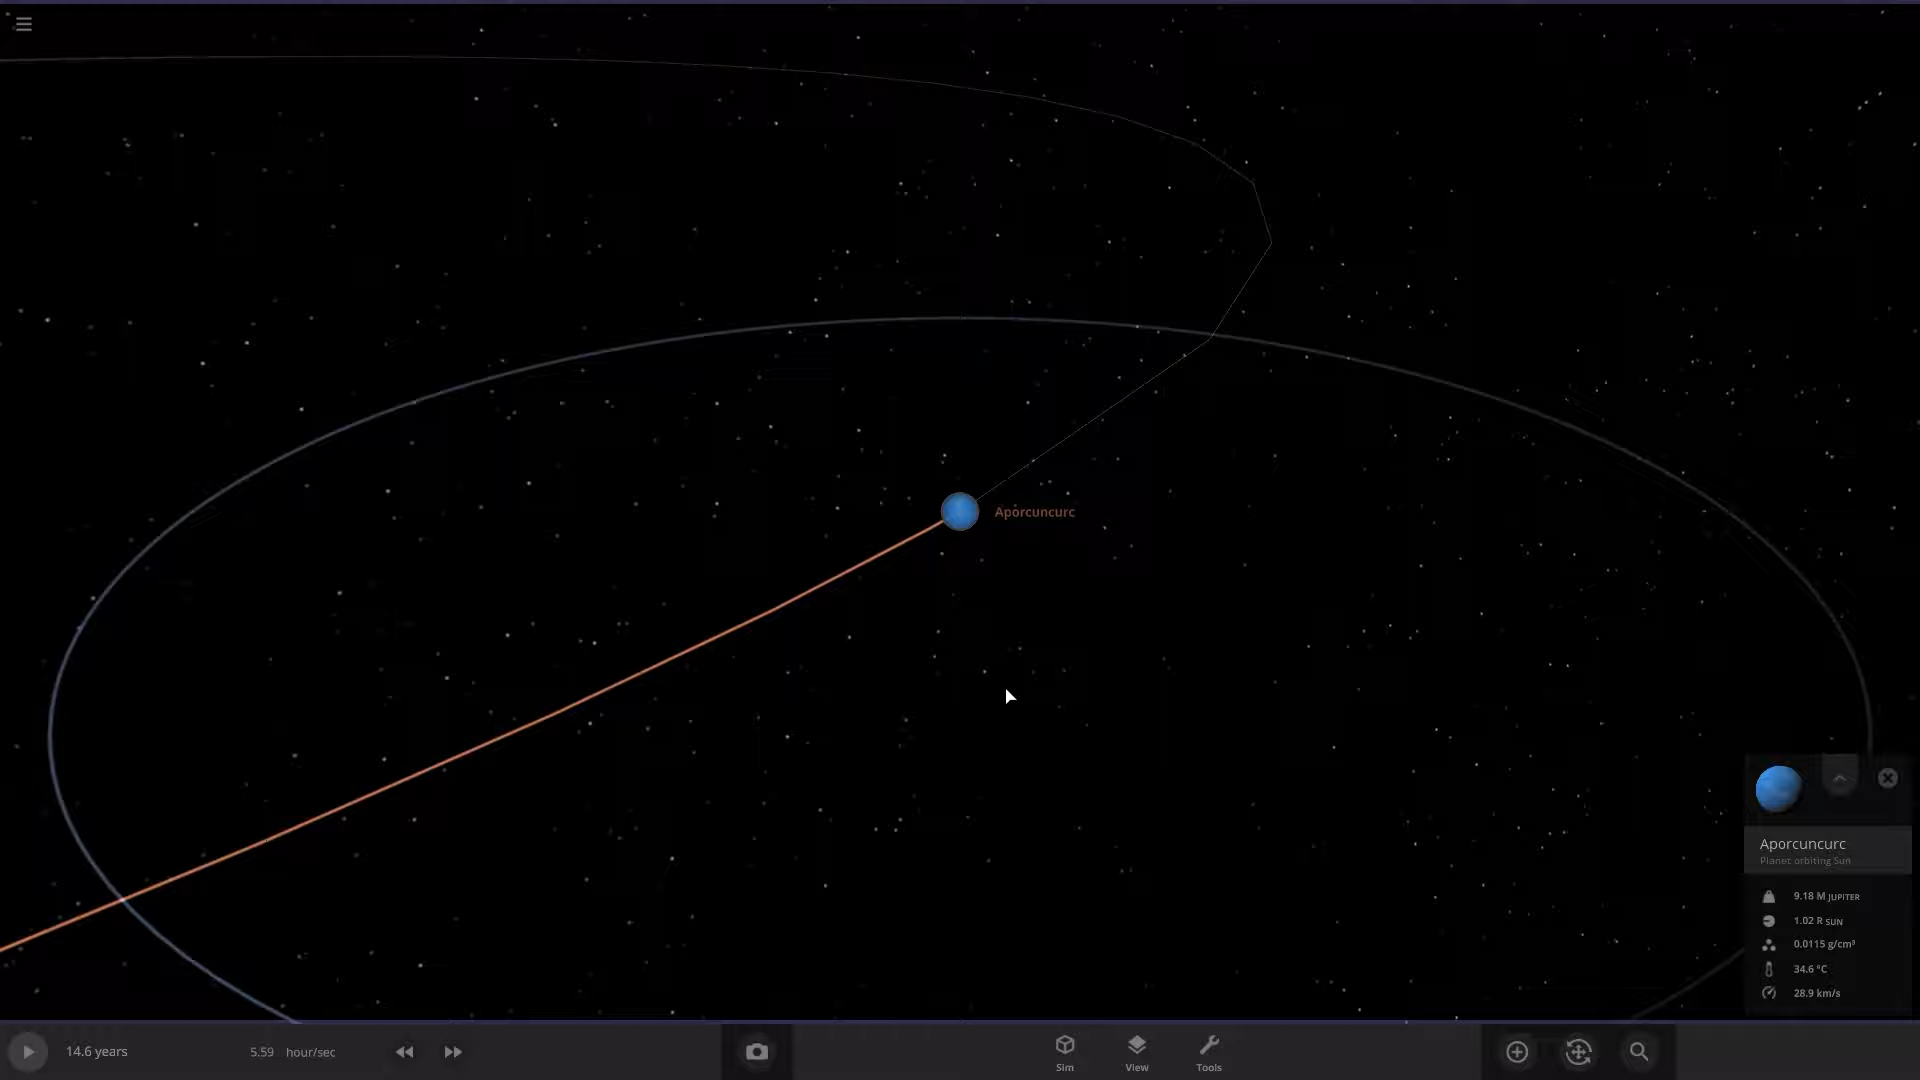 Aporcuncurc
Aporcuncurc
Planet orbiting Sun
9.18 M JUPITER
1.02 R SUN
0.0115 g/cm³
34.6 °C
28.9 km/s
14.6 years
5.59 hour/sec
Sim
View
Tools